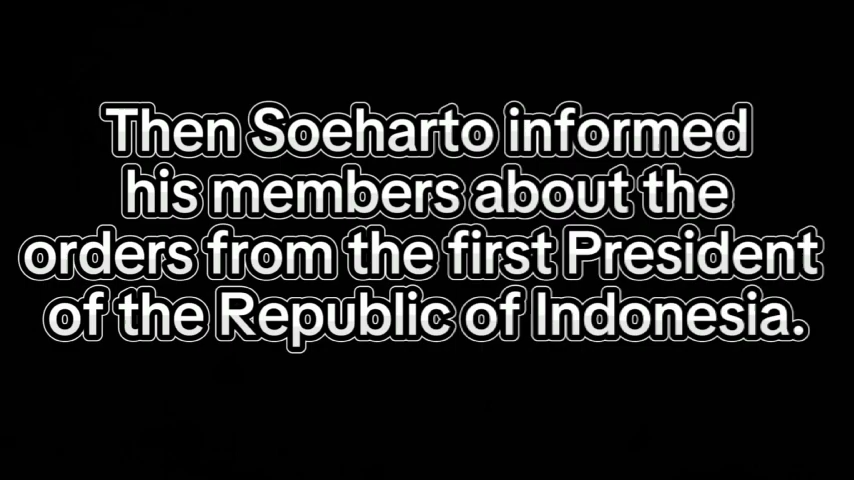 Then Soeharto informed
his members about the
orders from the first President
of the Republic of Indonesia.